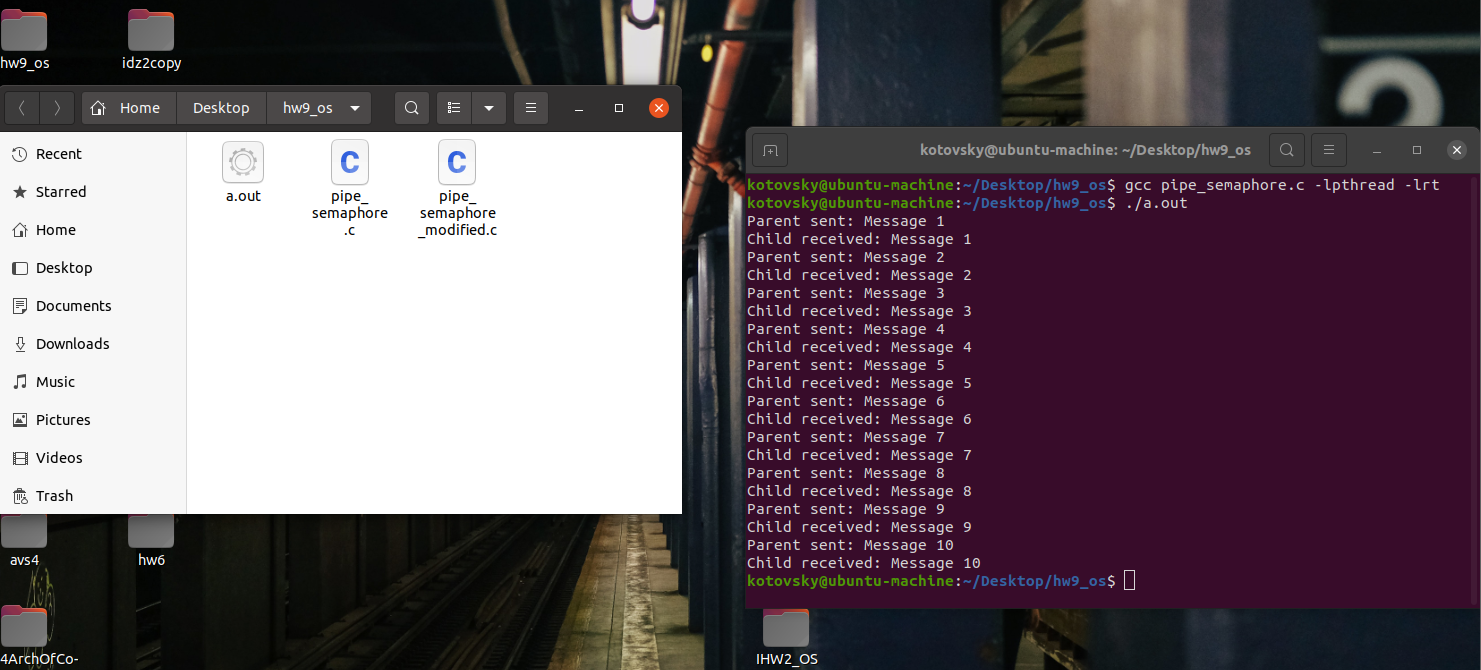 hw9_os
idz2copy
Home
Desktop
hw9_os
Recent
Starred
Home
Desktop
Documents
Downloads
Music
Pictures
Videos
Trash
a.out
pipe_
semaphore
.c
pipe_
semaphore
_modified.c
avs4
hw6
4ArchOfCo-
kotovsky@ubuntu-machine: ~/Desktop/hw9_os
kotovsky@ubuntu-machine:~/Desktop/hw9_os$ gcc pipe_semaphore.c -lpthread -lrt
kotovsky@ubuntu-machine:~/Desktop/hw9_os$ ./a.out
Parent sent: Message 1
Child received: Message 1
Parent sent: Message 2
Child received: Message 2
Parent sent: Message 3
Child received: Message 3
Parent sent: Message 4
Child received: Message 4
Parent sent: Message 5
Child received: Message 5
Parent sent: Message 6
Child received: Message 6
Parent sent: Message 7
Child received: Message 7
Parent sent: Message 8
Child received: Message 8
Parent sent: Message 9
Child received: Message 9
Parent sent: Message 10
Child received: Message 10
kotovsky@ubuntu-machine:~/Desktop/hw9_os$
IHW2_OS
2